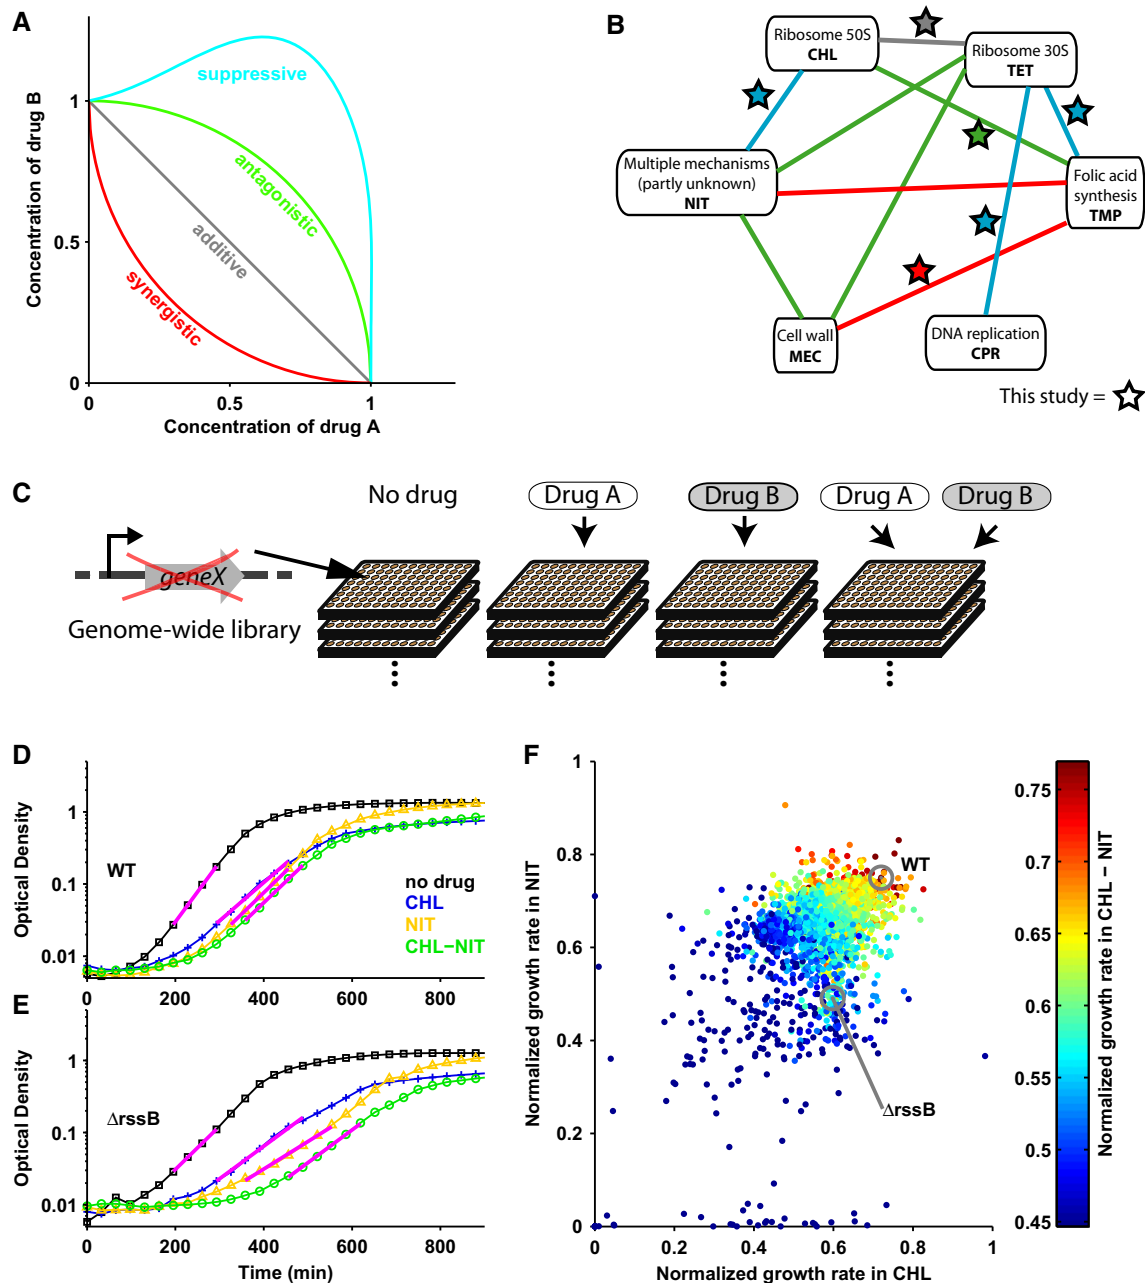 A
Concentration of drug B
1
0.5
0
0
0.5
1
Concentration of drug A
suppressive
antagonistic
additive
synergistic
B
Ribosome 50S
CHL
Ribosome 30S
TET
Multiple mechanisms
(partly unknown)
NIT
Folic acid
synthesis
TMP
Cell wall
MEC
DNA replication
CPR
This study =
C
No drug
Drug A
Drug B
Drug A
Drug B
geneX
Genome-wide library
D
Optical Density
1
0.1
0.01
WT
no drug
CHL
NIT
CHL−NIT
0
200
400
600
800
E
Optical Density
1
0.1
0.01
ΔrssB
0
200
400
600
800
Time (min)
F
Normalized growth rate in NIT
1
0.8
0.6
0.4
0.2
0
0
0.2
0.4
0.6
0.8
1
Normalized growth rate in CHL
WT
ΔrssB
0.75
0.7
0.65
0.6
0.55
0.5
0.45
Normalized growth rate in CHL − NIT